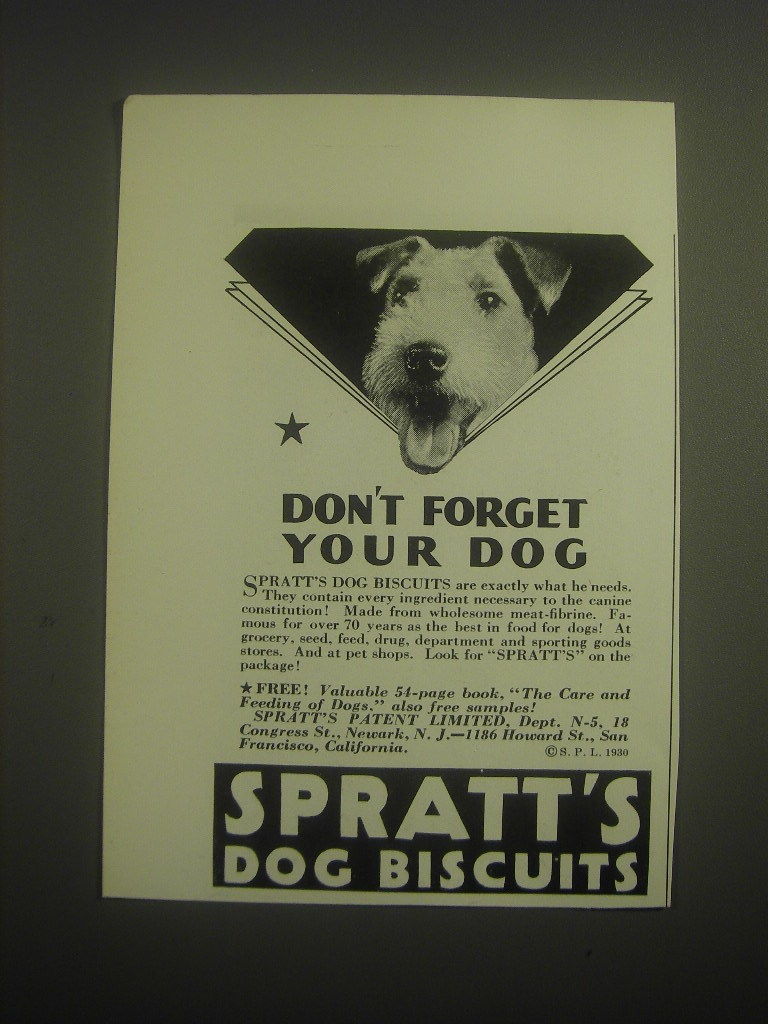 DON'T FORGET
YOUR DOG
SPRATT'S DOG BISCUITS are exactly what he needs.
They contain every ingredient necessary to the canine
constitution! Made from wholesome meat-fibrine. Fa-
mous for over 70 years as the best in food for dogs! At
grocery, seed, feed, drug, department and sporting goods
stores. And at pet shops. Look for "SPRATT'S" on the
package!
★FREE! Valuable 54-page book, "The Care and
Feeding of Dogs," also free samples!
SPRATT'S PATENT LIMITED, Dept. N-5, 18
Congress St., Newark, N. J.—1186 Howard St., San
Francisco, California. © S. P. L. 1930
SPRATT'S
DOG BISCUITS